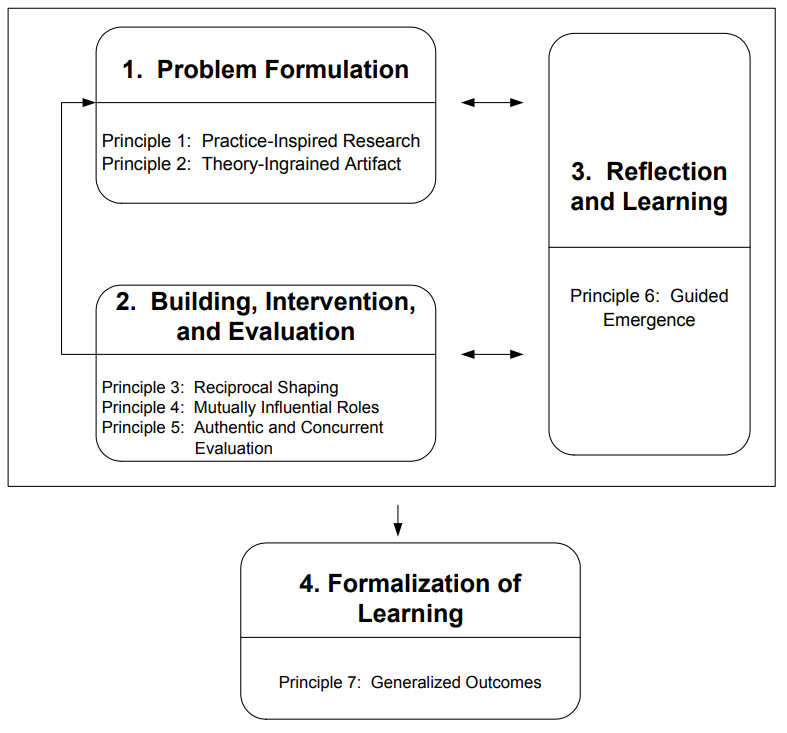 1. Problem Formulation
Principle 1: Practice-Inspired Research
Principle 2: Theory-Ingrained Artifact
2. Building, Intervention,
and Evaluation
Principle 3: Reciprocal Shaping
Principle 4: Mutually Influential Roles
Principle 5: Authentic and Concurrent
Evaluation
3. Reflection
and Learning
Principle 6: Guided
Emergence
4. Formalization of
Learning
Principle 7: Generalized Outcomes